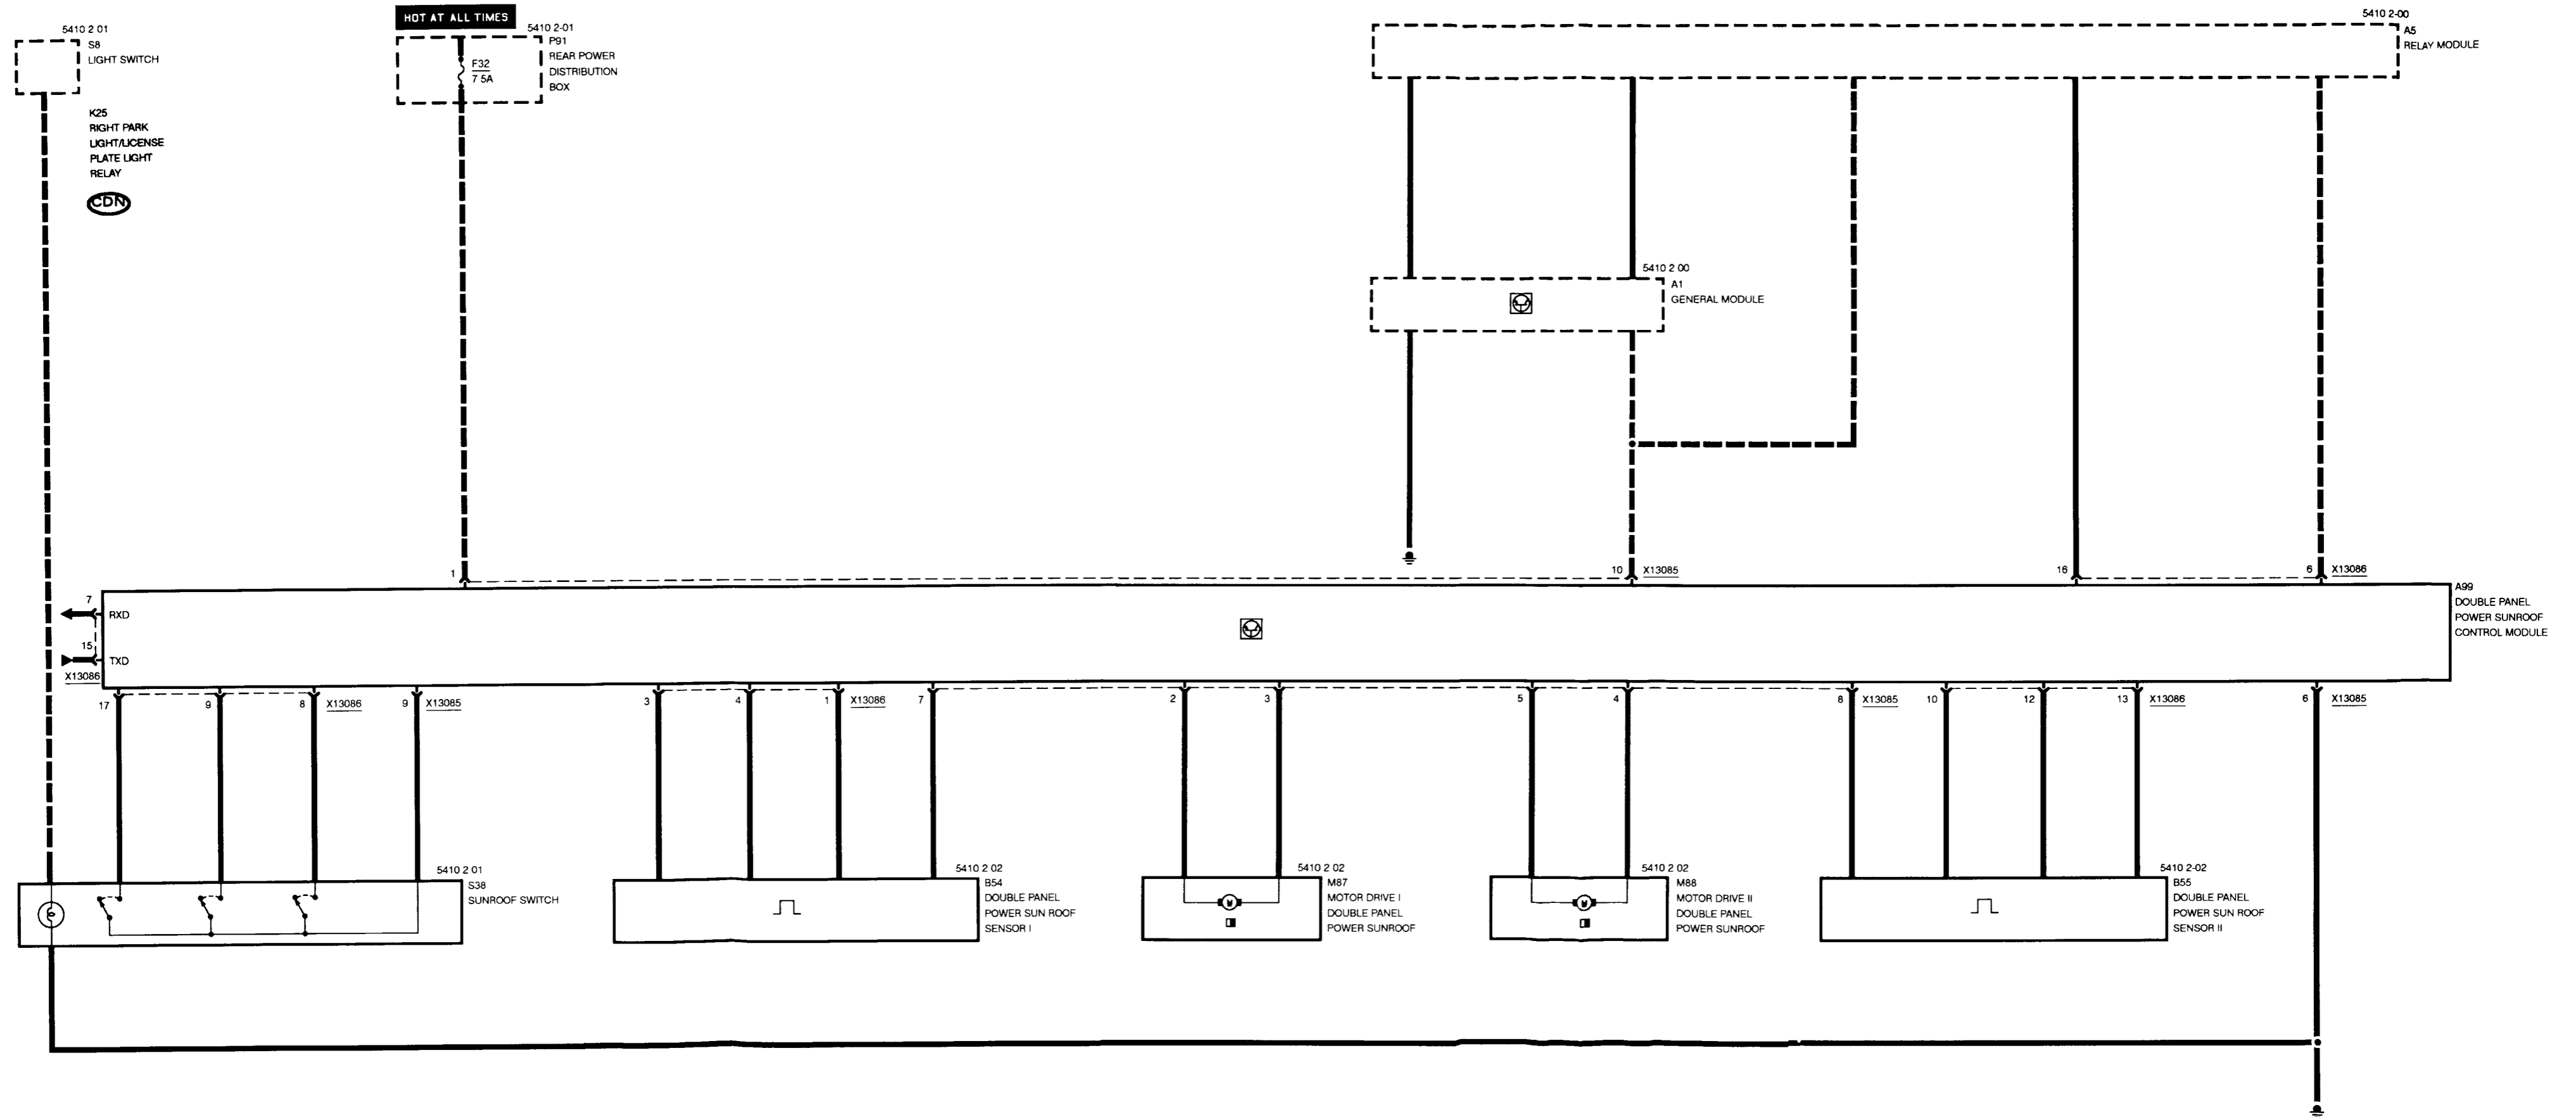 5410 2 01
S8
LIGHT SWITCH
K25
RIGHT PARK
LIGHT/LICENSE
PLATE LIGHT
RELAY
CDN
HOT AT ALL TIMES
5410 2-01
P91
REAR POWER
DISTRIBUTION
BOX
F32
7 5A
5410 2-00
A5
RELAY MODULE
5410 2 00
A1
GENERAL MODULE
1
10 X13085
16
6 X13086
7
RXD
15
TXD
X13086
A99
DOUBLE PANEL
POWER SUNROOF
CONTROL MODULE
17
9
8 X13086
9 X13085
3
4
1 X13086
7
2
3
5
4
8 X13085
10
12
13 X13086
6 X13085
5410 2 01
S38
SUNROOF SWITCH
5410 2 02
B54
DOUBLE PANEL
POWER SUN ROOF
SENSOR I
5410 2 02
M87
MOTOR DRIVE I
DOUBLE PANEL
POWER SUNROOF
M
5410 2 02
M88
MOTOR DRIVE II
DOUBLE PANEL
POWER SUNROOF
M
5410 2-02
B55
DOUBLE PANEL
POWER SUN ROOF
SENSOR II